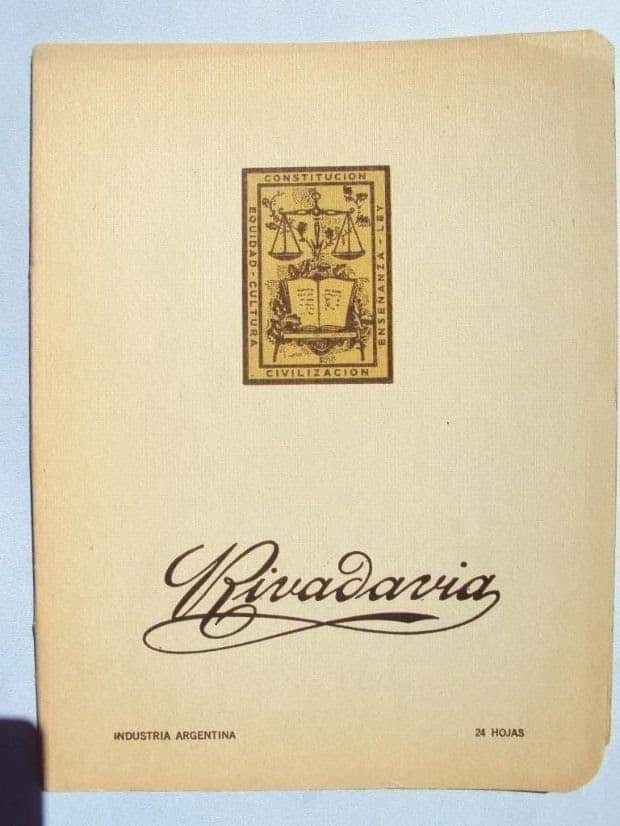 CONSTITUCION
EQUIDAD - CULTURA
ENSEÑANZA - LEY
CIVILIZACION
Rivadavia
INDUSTRIA ARGENTINA
24 HOJAS